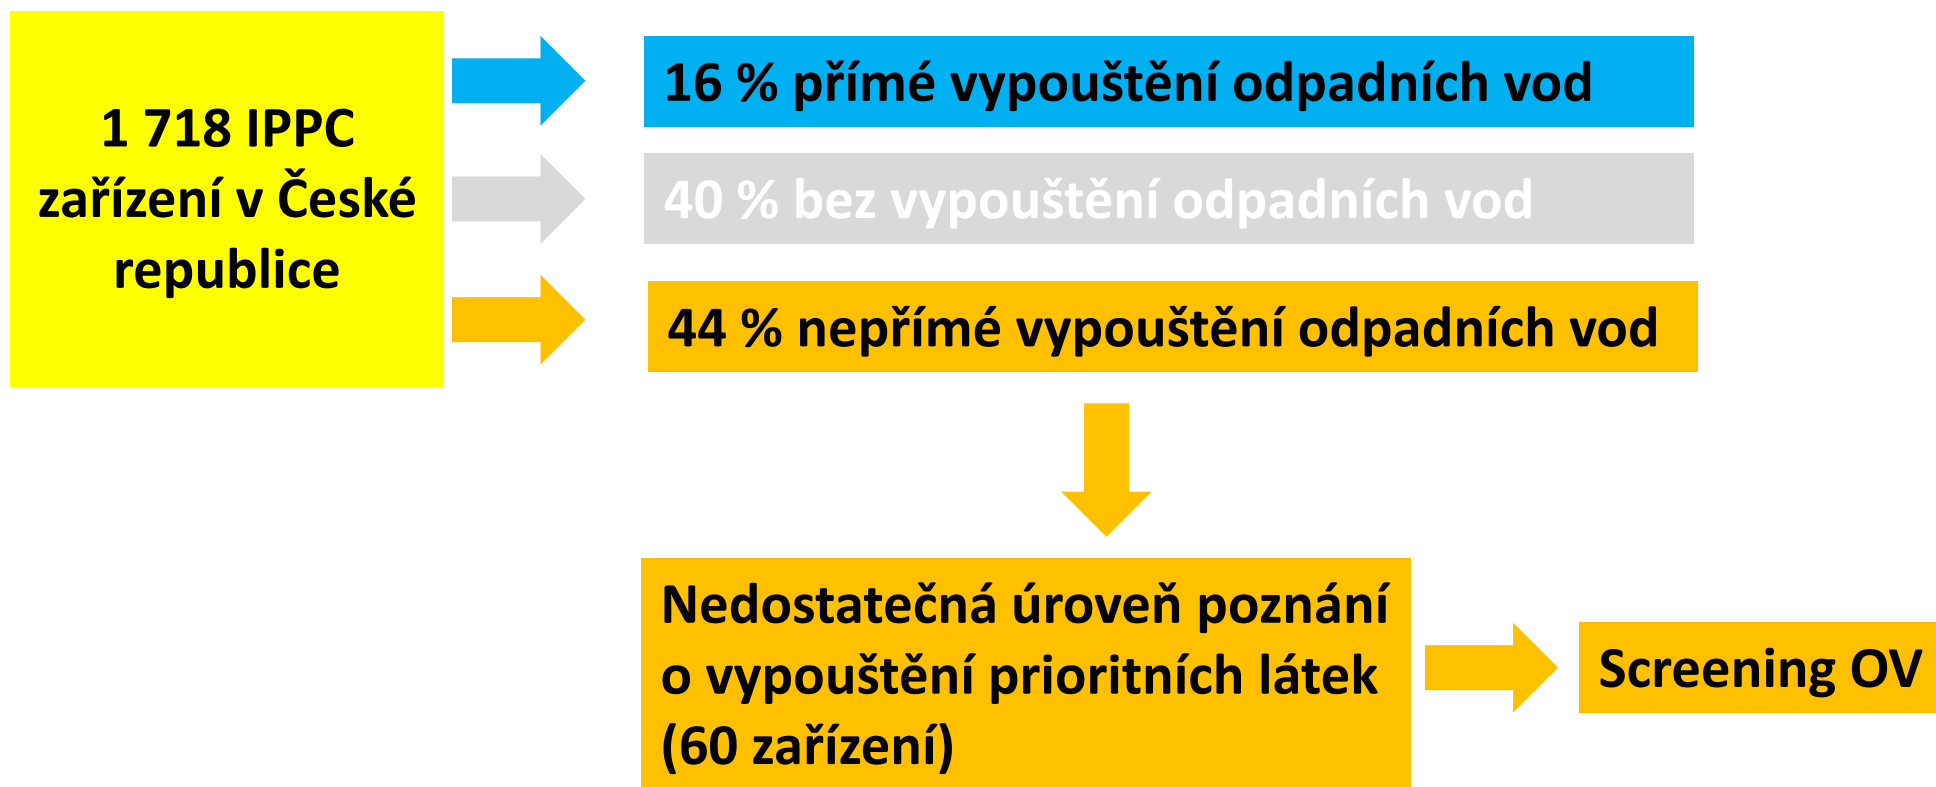 1 718 IPPC
zařízení v České
republice
16 % přímé vypouštění odpadních vod
40 % bez vypouštění odpadních vod
44 % nepřímé vypouštění odpadních vod
Nedostatečná úroveň poznání
o vypouštění prioritních látek
(60 zařízení)
Screening OV